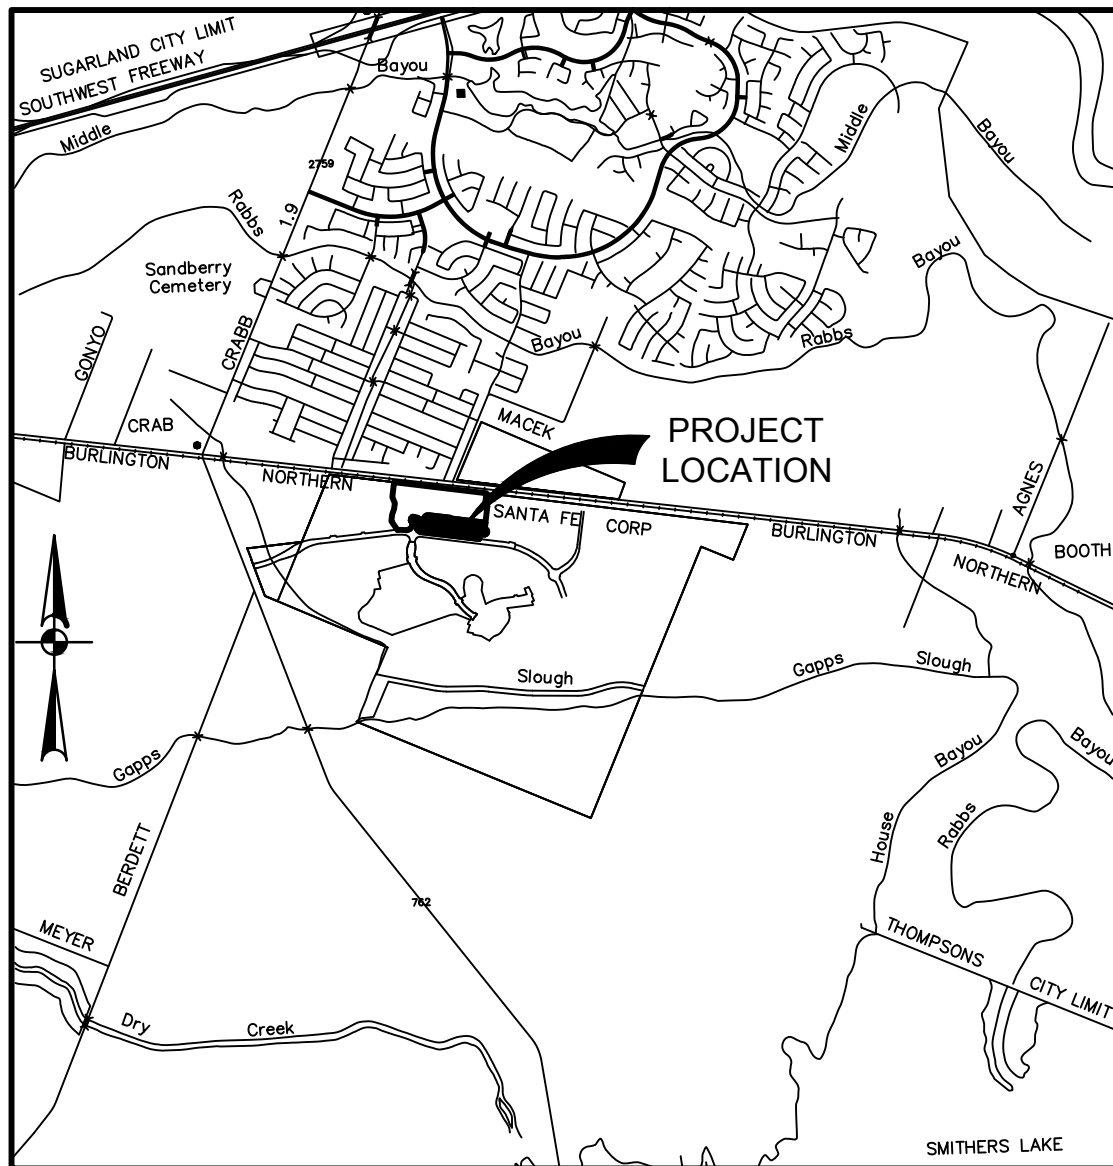 SUGARLAND CITY LIMIT
SOUTHWEST FREEWAY
Bayou
Middle
Middle
Bayou
2759
Rabbs
1.9
Sandberry
Cemetery
Bayou
GONYO
CRABB
Bayou
Rabbs
CRAB
MACEK
PROJECT
LOCATION
BURLINGTON
NORTHERN
SANTA FE
CORP
BURLINGTON
AGNES
NORTHERN
BOOTH
Slough
Gapps
Slough
Gapps
Bayou
Bayou
House
Rabbs
BERDETT
762
MEYER
THOMPSONS
CITY LIMIT
Dry
Creek
SMITHERS LAKE